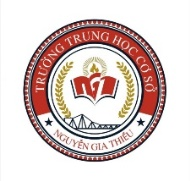 TRƯỜNG TRUNG HỌC CƠ SỞ
NGUYỄN GIA THIỀU